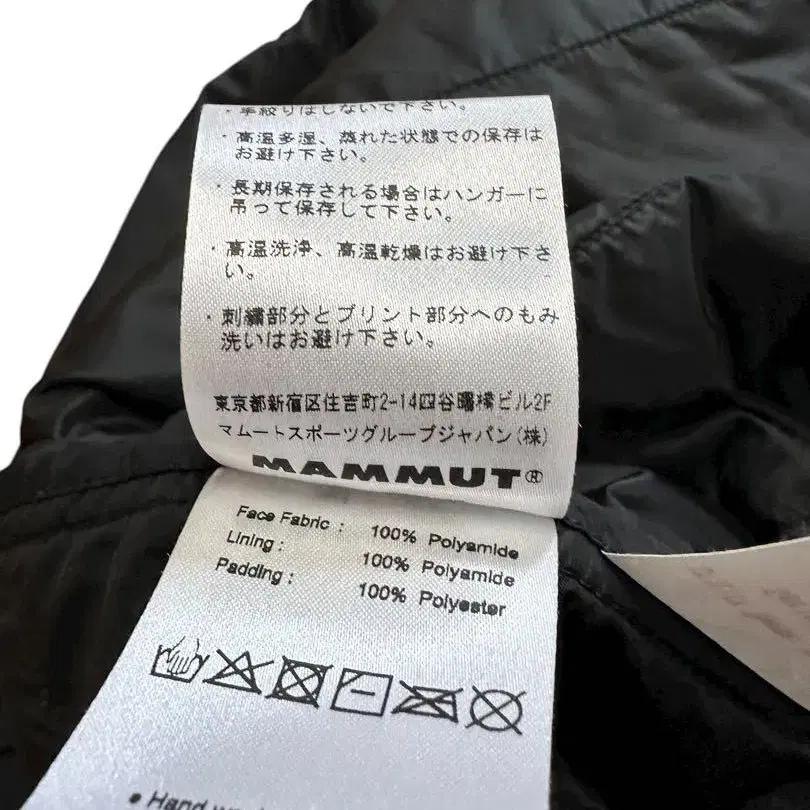 ・高温多湿、蒸れた状態での保存は
お避け下さい。
・長期保存される場合はハンガーに
吊って保存して下さい。
・高温洗浄、高温乾燥はお避け下さ
い。
・刺繍部分とプリント部分へのもみ
洗いはお避け下さい。
東京都新宿区住吉町2-14四谷曙橋ビル2F
マムートスポーツグループジャパン(株)
MAMMUT®
Face Fabric : 100% Polyamide
Lining : 100% Polyamide
Padding : 100% Polyester
• Hand